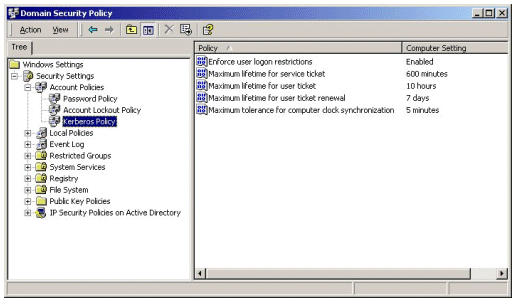 Domain Security Policy
Action View
Tree
Policy Computer Setting
Windows Settings
Security Settings
Account Policies
Password Policy
Account Lockout Policy
Kerberos Policy
Local Policies
Event Log
Restricted Groups
System Services
Registry
File System
Public Key Policies
IP Security Policies on Active Directory
Enforce user logon restrictions Enabled
Maximum lifetime for service ticket 600 minutes
Maximum lifetime for user ticket 10 hours
Maximum lifetime for user ticket renewal 7 days
Maximum tolerance for computer clock synchronization 5 minutes